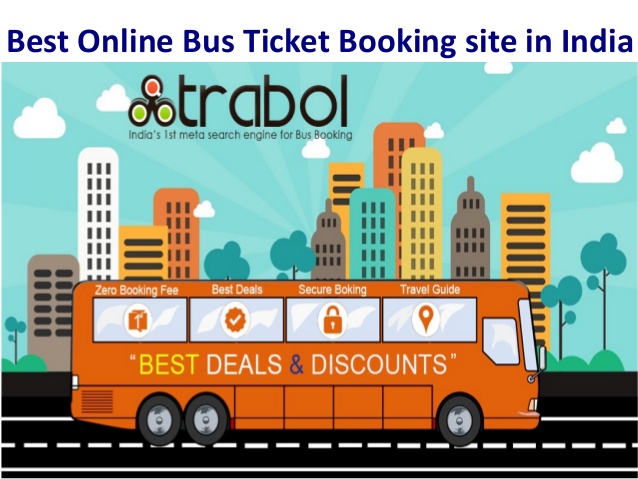 Best Online Bus Ticket Booking site in India
trabol
India's 1st meta search engine for Bus Booking
Zero Booking Fee Best Deals Secure Boking Travel Guide
“BEST DEALS & DISCOUNTS”